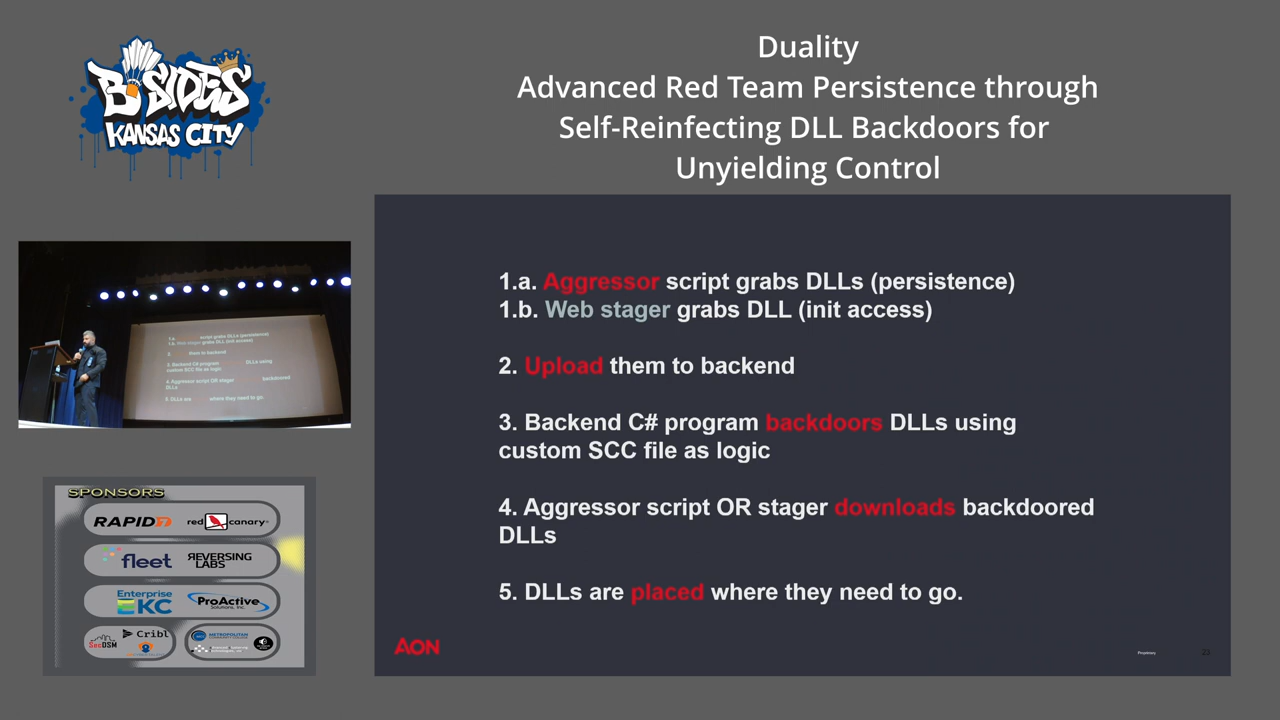 Duality
Advanced Red Team Persistence through
Self-Reinfecting DLL Backdoors for
Unyielding Control
B SIDES
KANSAS CITY
1.a. Aggressor script grabs DLLs (persistence)
1.b. Web stager grabs DLL (init access)
2. Upload them to backend
3. Backend C# program backdoors DLLs using
custom SCC file as logic
4. Aggressor script OR stager downloads backdoored
DLLs
5. DLLs are placed where they need to go.
AON
Proprietary
22
SPONSORS
RAPID7
red canary
fleet
REVERSING
LABS
Enterprise
KC
ProActive
Solutions, Inc.
SecDSM
Cribl
METROPOLITAN